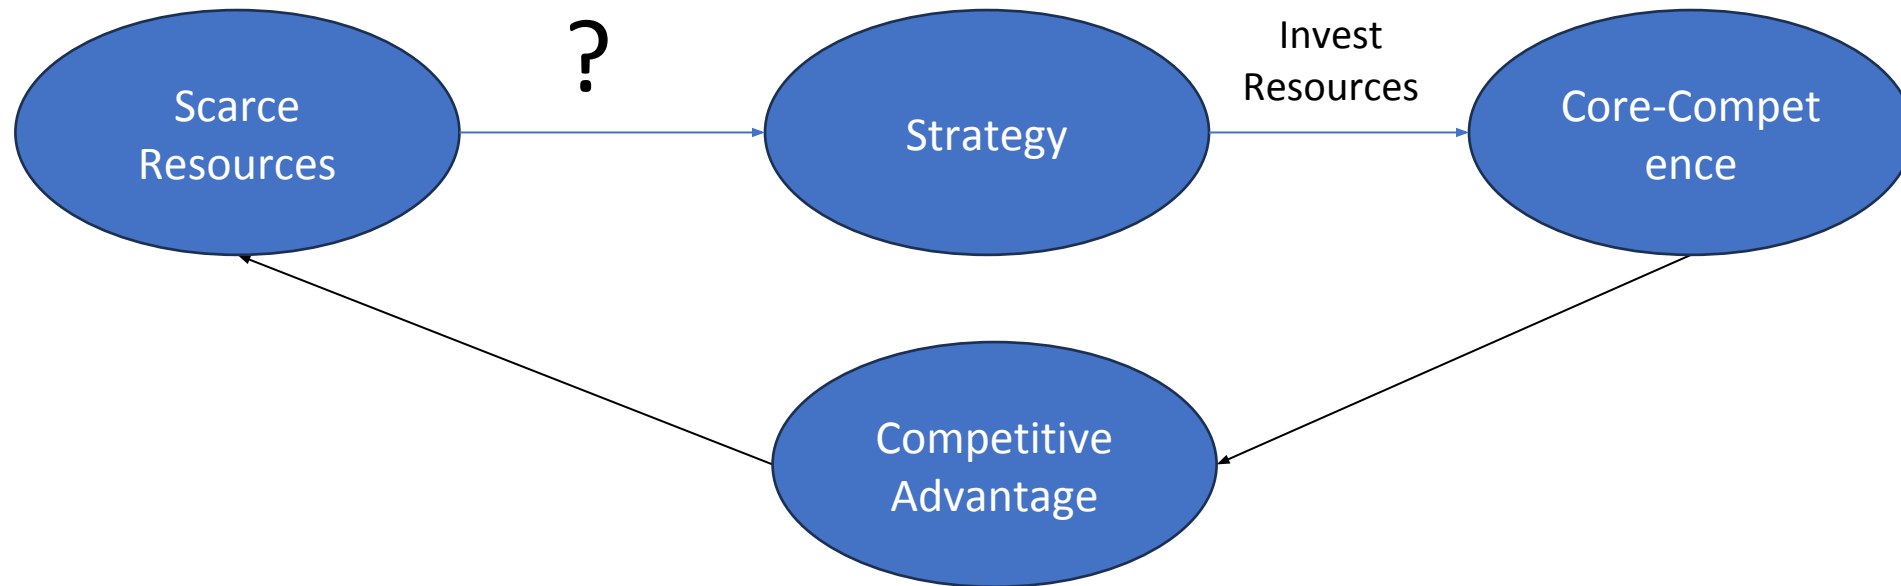 Scarce
Resources
?
Strategy
Invest
Resources
Core-Compet
ence
Competitive
Advantage